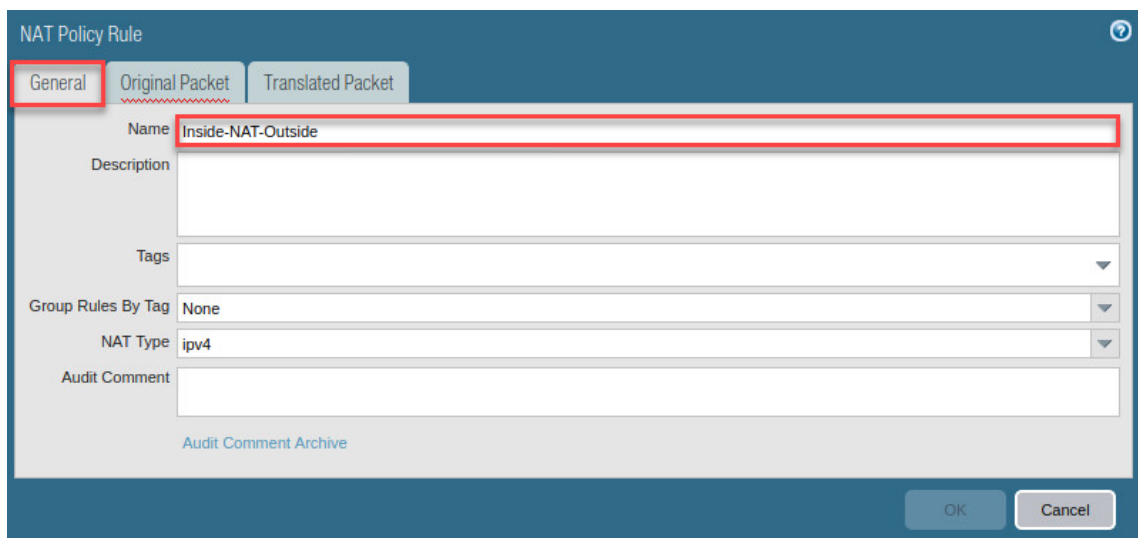 NAT Policy Rule
General Original Packet Translated Packet
Name Inside-NAT-Outside
Description
Tags
Group Rules By Tag None
NAT Type ipv4
Audit Comment
Audit Comment Archive
OK Cancel